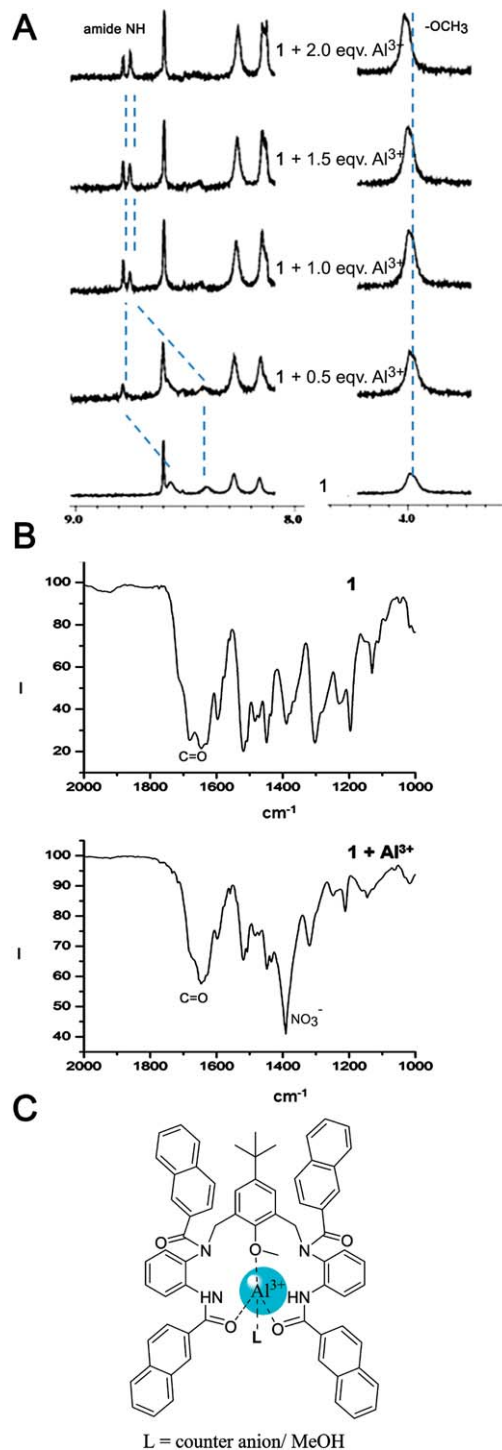 A
amide NH
-OCH3
1 + 2.0 eqv. Al3+
1 + 1.5 eqv. Al3+
1 + 1.0 eqv. Al3+
1 + 0.5 eqv. Al3+
1
9.0 8.0 4.0
B
1
100
80
60
40
20
I
C=O
2000 1800 1600 1400 1200 1000
cm-1
1 + Al3+
100
90
80
70
60
50
40
I
C=O
NO3-
2000 1800 1600 1400 1200 1000
cm-1
C
O N O N O
HN Al3+ HN
O L O
L = counter anion/ MeOH